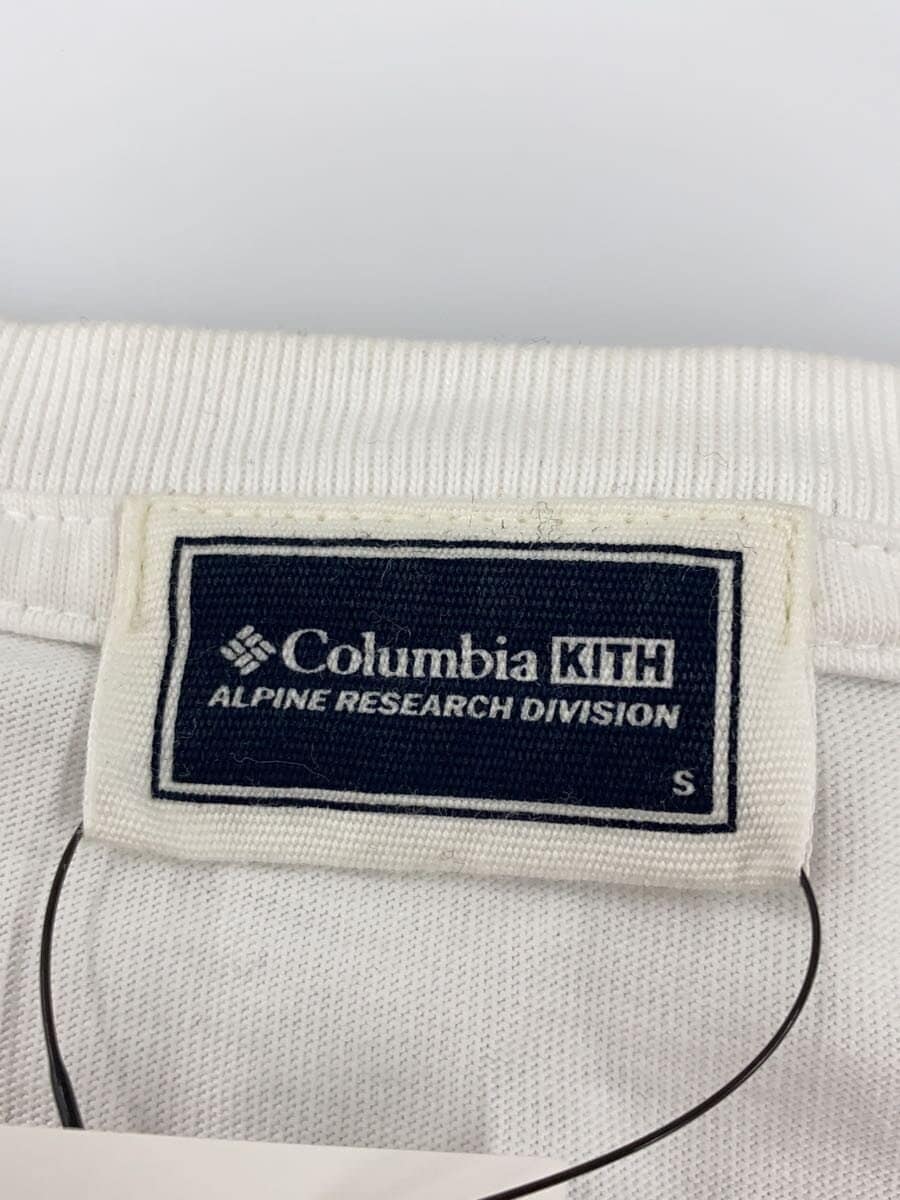 Columbia KITH
ALPINE RESEARCH DIVISION
S